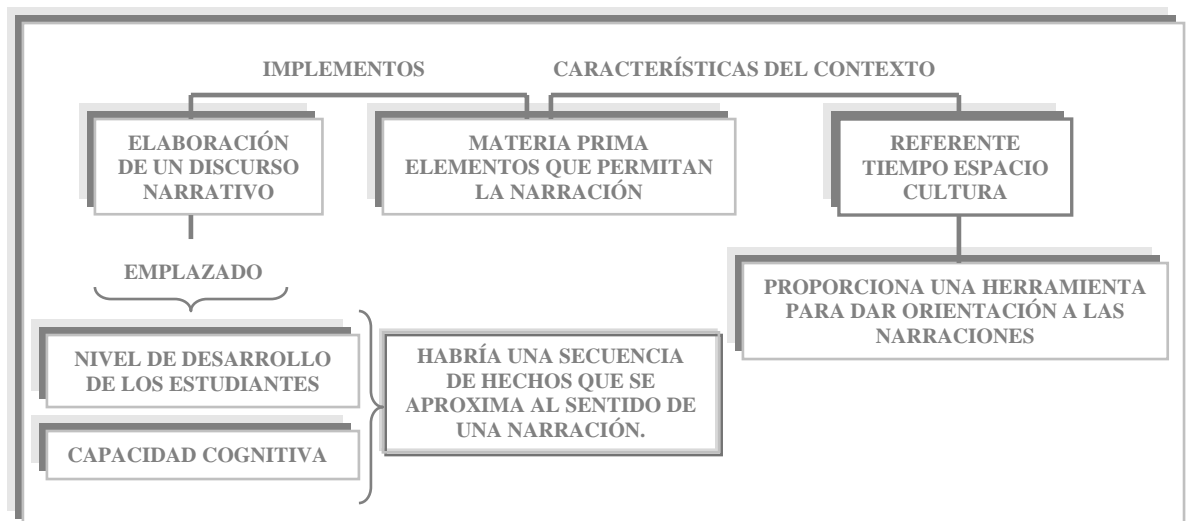 IMPLEMENTOS
CARACTERÍSTICAS DEL CONTEXTO
ELABORACIÓN
DE UN DISCURSO
NARRATIVO
MATERIA PRIMA
ELEMENTOS QUE PERMITAN
LA NARRACIÓN
REFERENTE
TIEMPO ESPACIO
CULTURA
EMPLAZADO
PROPORCIONA UNA HERRAMIENTA
PARA DAR ORIENTACIÓN A LAS
NARRACIONES
NIVEL DE DESARROLLO
DE LOS ESTUDIANTES
CAPACIDAD COGNITIVA
HABRÍA UNA SECUENCIA
DE HECHOS QUE SE
APROXIMA AL SENTIDO DE
UNA NARRACIÓN.